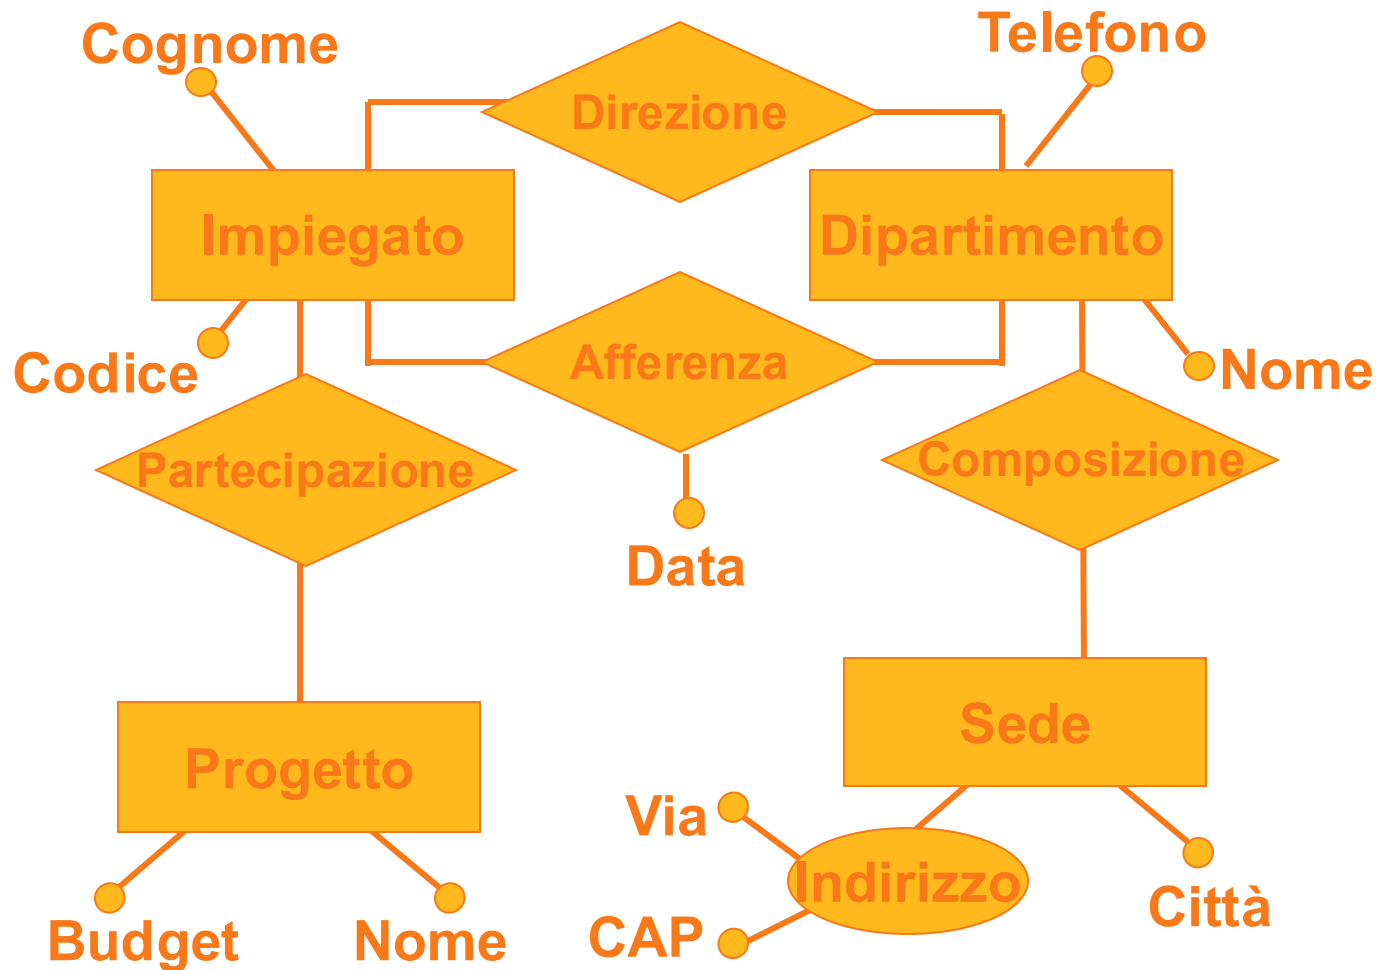 Cognome
Telefono
Direzione
Impiegato
Dipartimento
Codice
Afferenza
Nome
Partecipazione
Composizione
Data
Sede
Progetto
Via
Indirizzo
Città
CAP
Budget
Nome